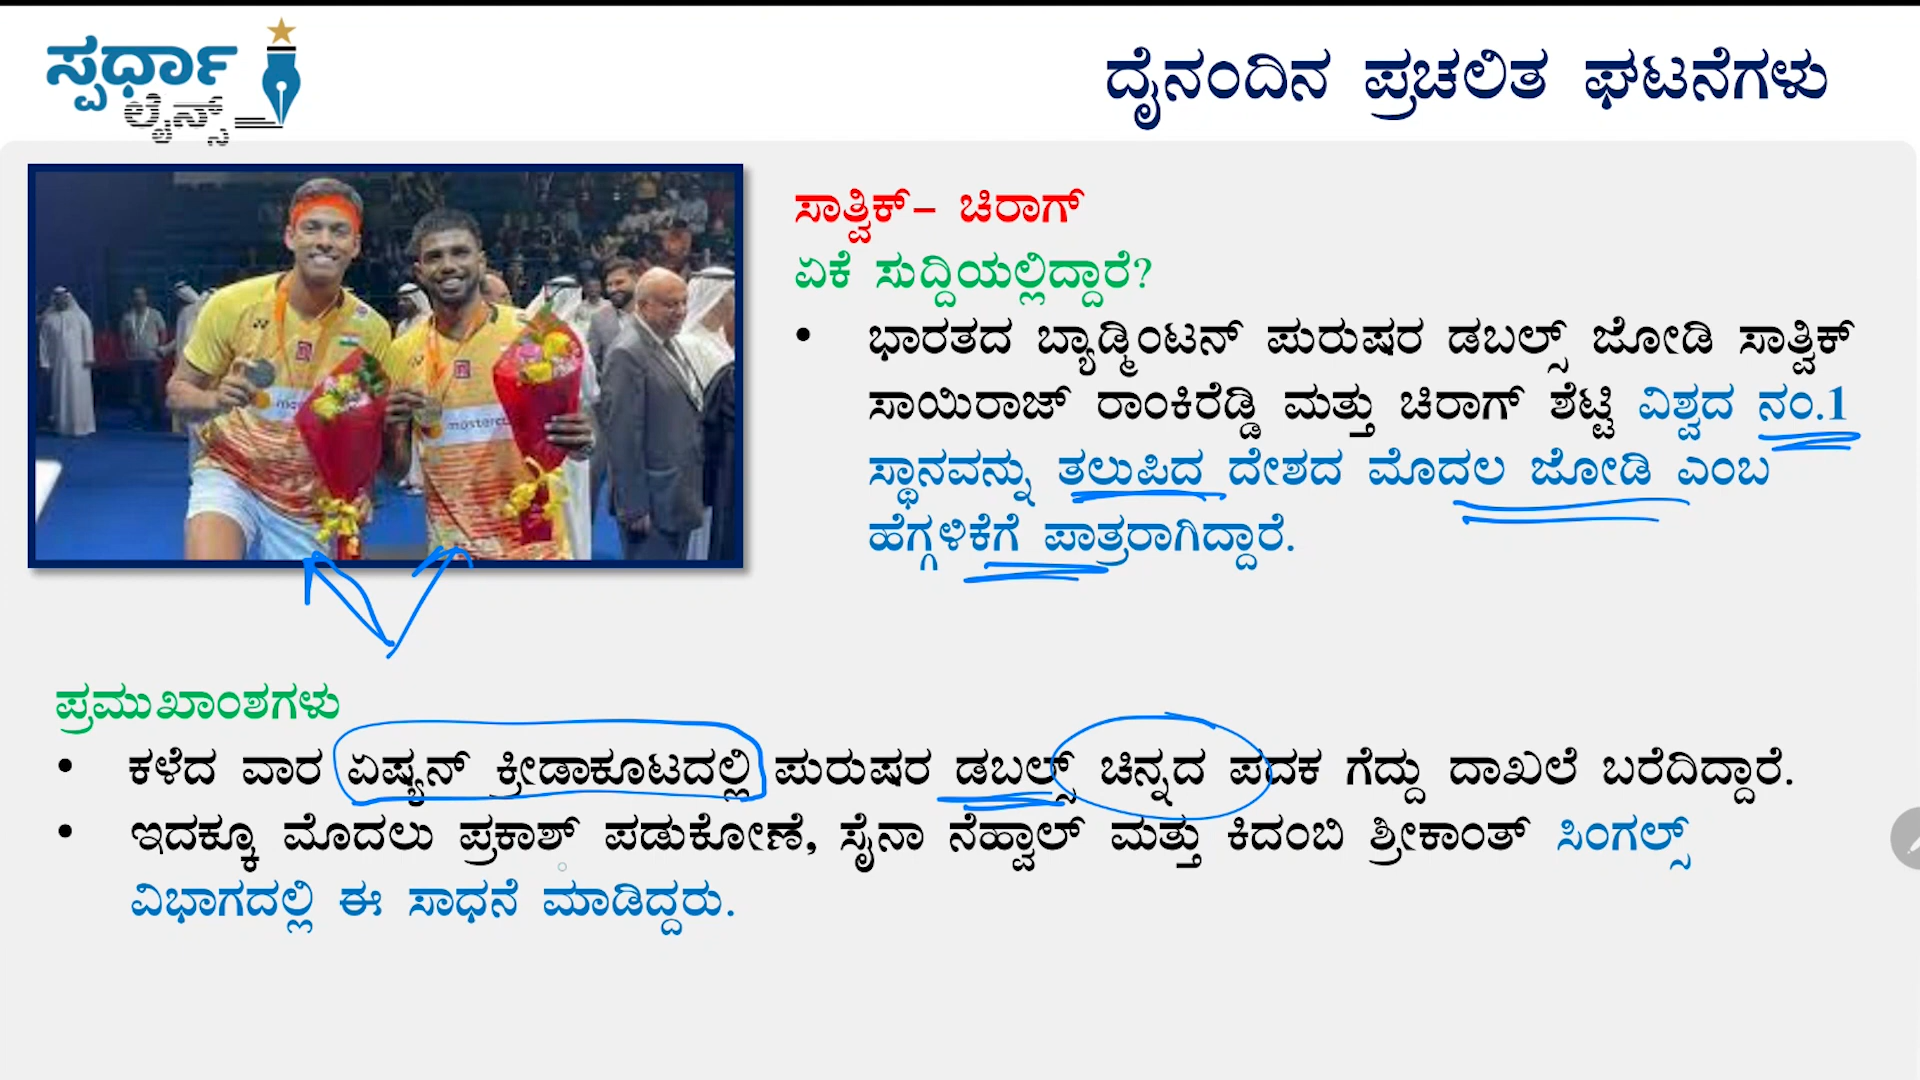 ಸ್ಪರ್ಧಾ
ಲೈನ್ಸ್
ದೈನಂದಿನ ಪ್ರಚಲಿತ ಘಟನೆಗಳು
ಸಾತ್ವಿಕ್– ಚಿರಾಗ್
ಏಕೆ ಸುದ್ದಿಯಲ್ಲಿದ್ದಾರೆ?
• ಭಾರತದ ಬ್ಯಾಡ್ಮಿಂಟನ್ ಪುರುಷರ ಡಬಲ್ಸ್ ಜೋಡಿ ಸಾತ್ವಿಕ್
ಸಾಯಿರಾಜ್ ರಾಂಕಿರೆಡ್ಡಿ ಮತ್ತು ಚಿರಾಗ್ ಶೆಟ್ಟಿ ವಿಶ್ವದ ನಂ.1
ಸ್ಥಾನವನ್ನು ತಲುಪಿದ ದೇಶದ ಮೊದಲ ಜೋಡಿ ಎಂಬ
ಹೆಗ್ಗಳಿಕೆಗೆ ಪಾತ್ರರಾಗಿದ್ದಾರೆ.
ಪ್ರಮುಖಾಂಶಗಳು
• ಕಳೆದ ವಾರ ಏಷ್ಯನ್ ಕ್ರೀಡಾಕೂಟದಲ್ಲಿ ಪುರುಷರ ಡಬಲ್ಸ್ ಚಿನ್ನದ ಪದಕ ಗೆದ್ದು ದಾಖಲೆ ಬರೆದಿದ್ದಾರೆ.
• ಇದಕ್ಕೂ ಮೊದಲು ಪ್ರಕಾಶ್ ಪಡುಕೋಣೆ, ಸೈನಾ ನೆಹ್ವಾಲ್ ಮತ್ತು ಕಿದಂಬಿ ಶ್ರೀಕಾಂತ್ ಸಿಂಗಲ್ಸ್
ವಿಭಾಗದಲ್ಲಿ ಈ ಸಾಧನೆ ಮಾಡಿದ್ದರು.